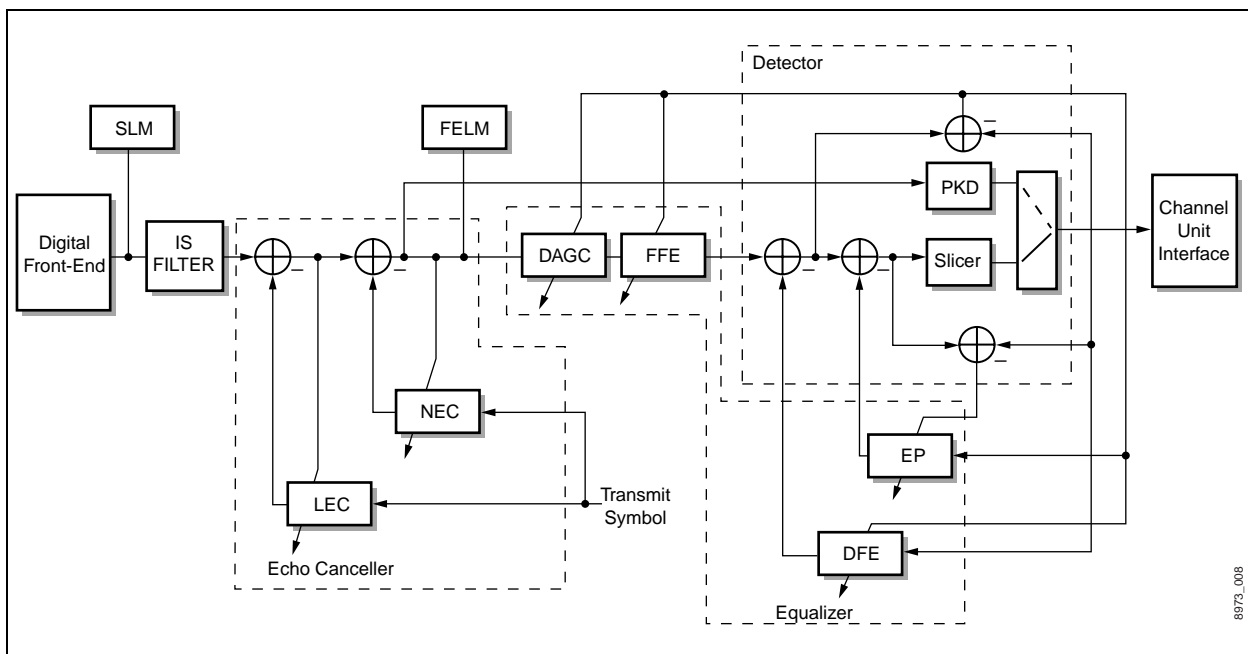 Detector
SLM
FELM
PKD
Digital
Front-End
IS
FILTER
DAGC
FFE
Slicer
Channel
Unit
Interface
NEC
EP
LEC
Transmit
Symbol
DFE
Echo Canceller
Equalizer
8973_008